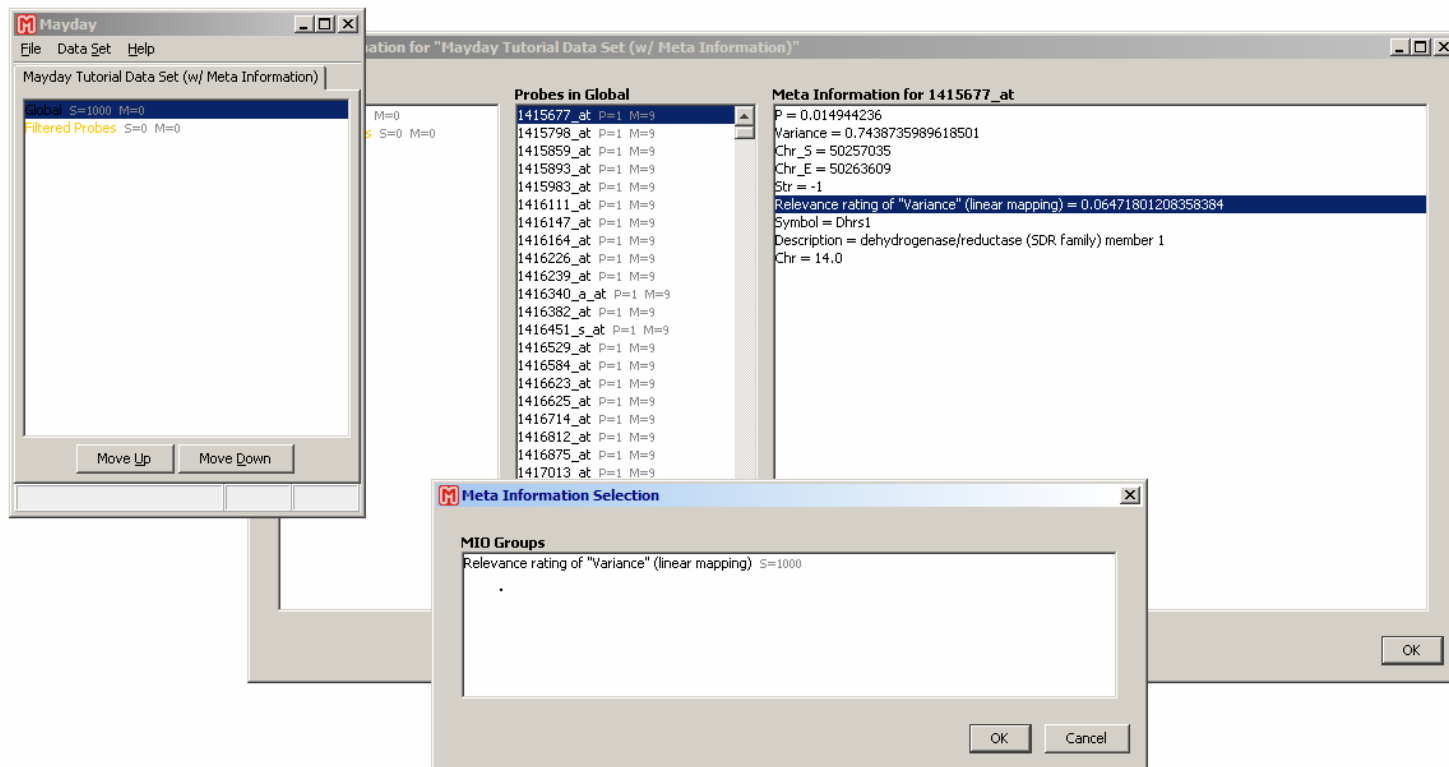 Mayday
File Data Set Help
Mayday Tutorial Data Set (w/ Meta Information)
Global S=1000 M=0
Filtered Probes S=0 M=0
Move Up Move Down
ation for "Mayday Tutorial Data Set (w/ Meta Information)"
M=0
s S=0 M=0
Probes in Global
1415677_at P=1 M=9
1415798_at P=1 M=9
1415859_at P=1 M=9
1415893_at P=1 M=9
1415983_at P=1 M=9
1416111_at P=1 M=9
1416147_at P=1 M=9
1416164_at P=1 M=9
1416226_at P=1 M=9
1416239_at P=1 M=9
1416340_a_at P=1 M=9
1416382_at P=1 M=9
1416451_s_at P=1 M=9
1416529_at P=1 M=9
1416584_at P=1 M=9
1416623_at P=1 M=9
1416625_at P=1 M=9
1416714_at P=1 M=9
1416812_at P=1 M=9
1416875_at P=1 M=9
1417013_at P=1 M=9
Meta Information for 1415677_at
P = 0.014944236
Variance = 0.7438735989618501
Chr_S = 50257035
Chr_E = 50263609
Str = -1
Relevance rating of "Variance" (linear mapping) = 0.06471801208358384
Symbol = Dhrs1
Description = dehydrogenase/reductase (SDR family) member 1
Chr = 14.0
OK
Meta Information Selection
MIO Groups
Relevance rating of "Variance" (linear mapping) S=1000
OK Cancel